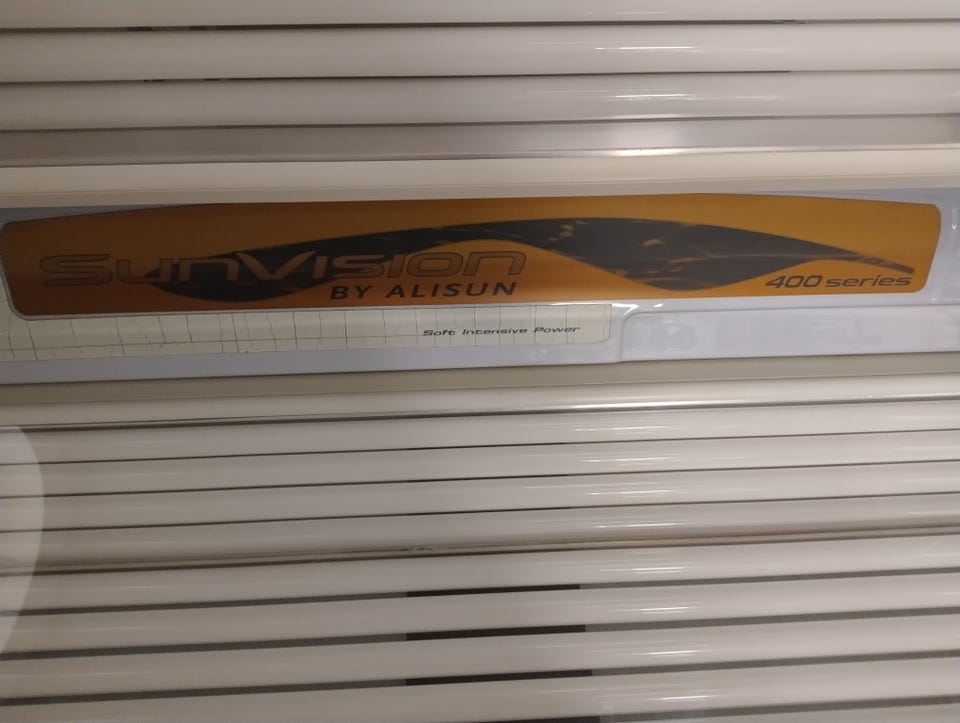 SunVision
BY ALISUN
400 series
Soft Intensive Power